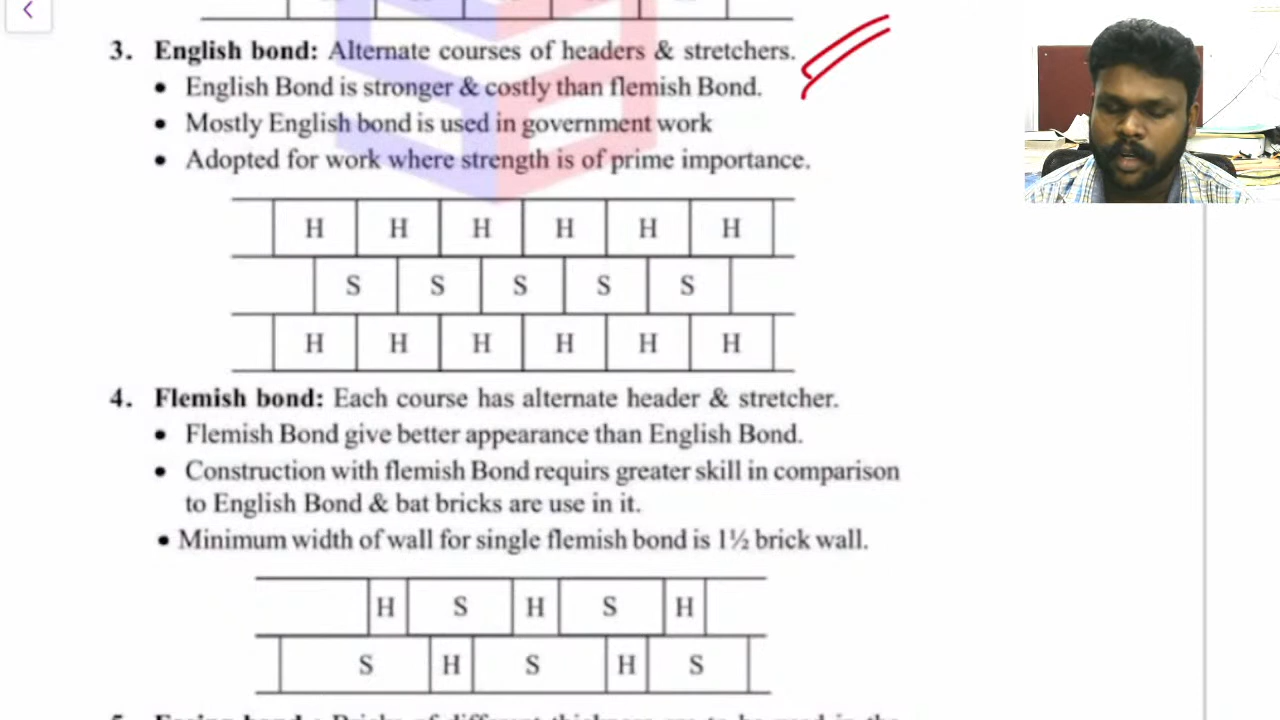 3. English bond: Alternate courses of headers & stretchers.
• English Bond is stronger & costly than flemish Bond.
• Mostly English bond is used in government work
• Adopted for work where strength is of prime importance.
H H H H H H
S S S S S
H H H H H H
4. Flemish bond: Each course has alternate header & stretcher.
• Flemish Bond give better appearance than English Bond.
• Construction with flemish Bond requirs greater skill in comparison
to English Bond & bat bricks are use in it.
• Minimum width of wall for single flemish bond is 1½ brick wall.
H S H S H
S H S H S